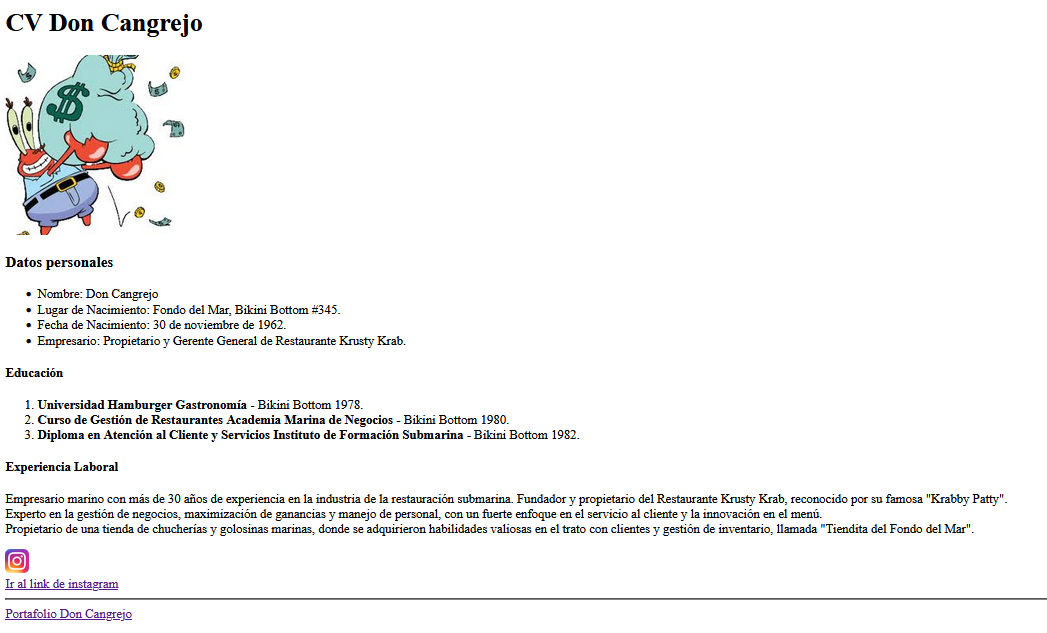 CV Don Cangrejo
$
Datos personales
• Nombre: Don Cangrejo
• Lugar de Nacimiento: Fondo del Mar, Bikini Bottom #345.
• Fecha de Nacimiento: 30 de noviembre de 1962.
• Empresario: Propietario y Gerente General de Restaurante Krusty Krab.
Educación
1. Universidad Hamburger Gastronomía - Bikini Bottom 1978.
2. Curso de Gestión de Restaurantes Academia Marina de Negocios - Bikini Bottom 1980.
3. Diploma en Atención al Cliente y Servicios Instituto de Formación Submarina - Bikini Bottom 1982.
Experiencia Laboral
Empresario marino con más de 30 años de experiencia en la industria de la restauración submarina. Fundador y propietario del Restaurante Krusty Krab, reconocido por su famosa "Krabby Patty".
Experto en la gestión de negocios, maximización de ganancias y manejo de personal, con un fuerte enfoque en el servicio al cliente y la innovación en el menú.
Propietario de una tienda de chucherías y golosinas marinas, donde se adquirieron habilidades valiosas en el trato con clientes y gestión de inventario, llamada "Tiendita del Fondo del Mar".
Ir al link de instagram
Portafolio Don Cangrejo